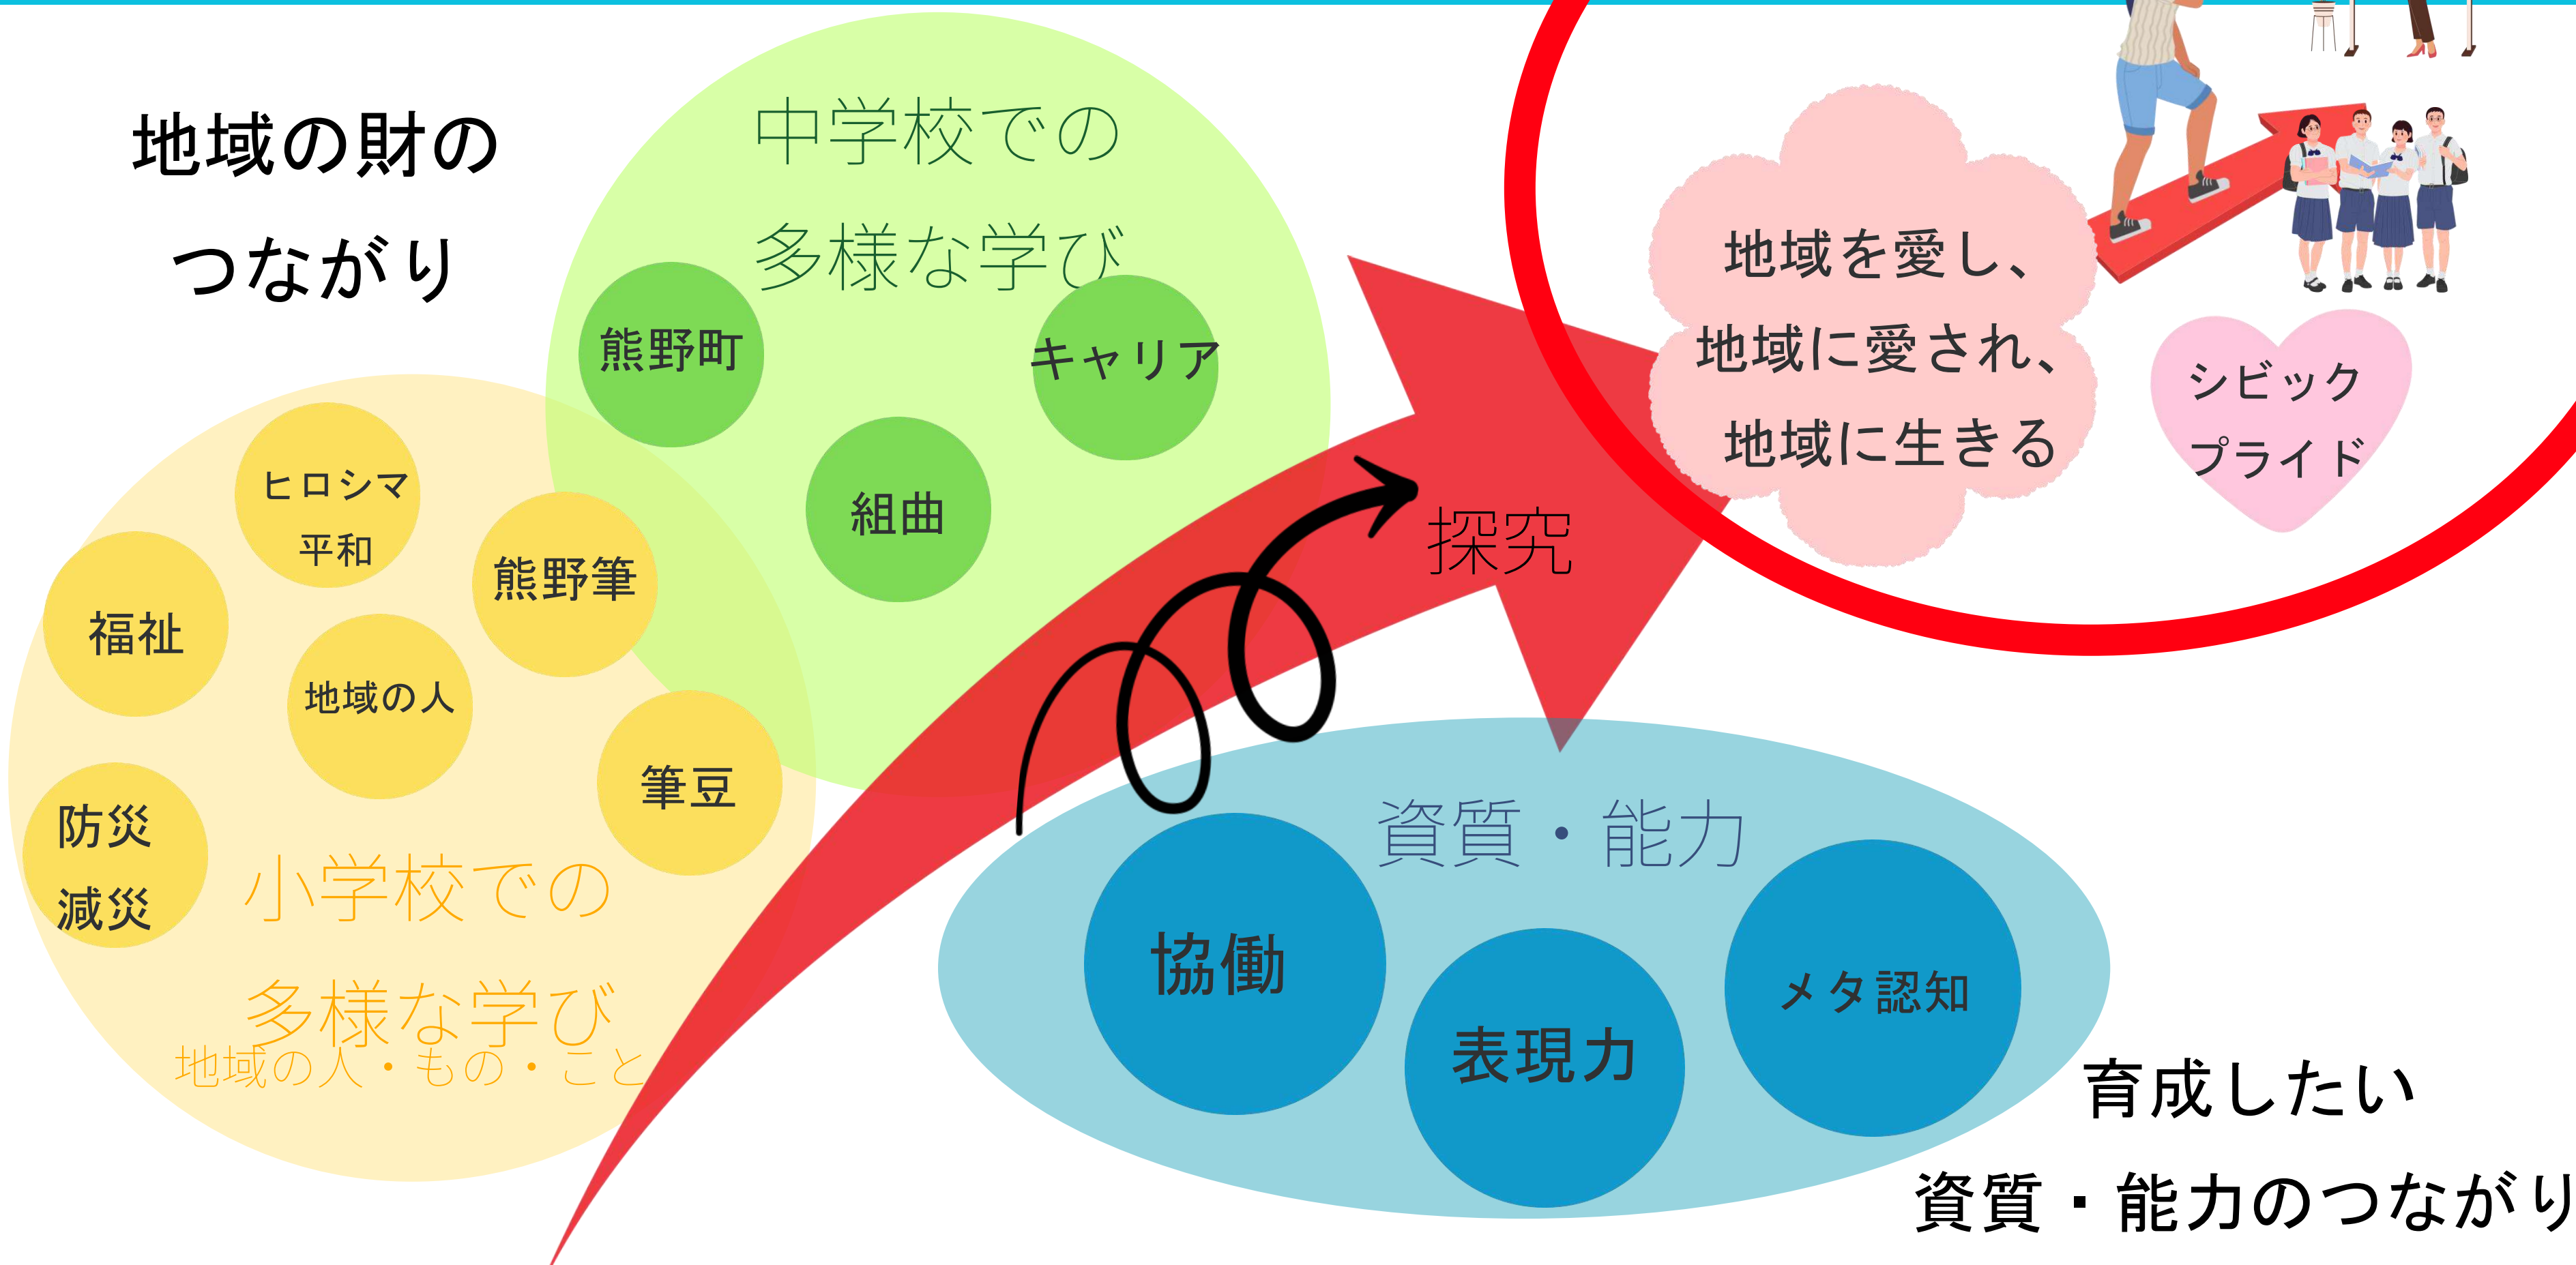 地域の財の
つながり
中学校での
多様な学び
熊野町
キャリア
組曲
ヒロシマ
平和
熊野筆
福祉
地域の人
筆豆
防災
減災
小学校での
多様な学び
地域の人・もの・こと
探究
地域を愛し、
地域に愛され、
地域に生きる
シビック
プライド
資質・能力
協働
表現力
メタ認知
育成したい
資質・能力のつながり